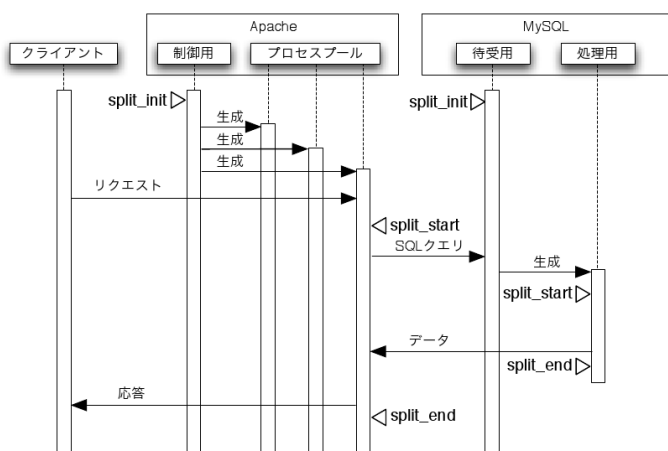 Apache
MySQL
クライアント
制御用
プロセスプール
待受用
処理用
split_init
split_init
生成
生成
生成
リクエスト
split_start
SQLクエリ
生成
split_start
データ
split_end
応答
split_end